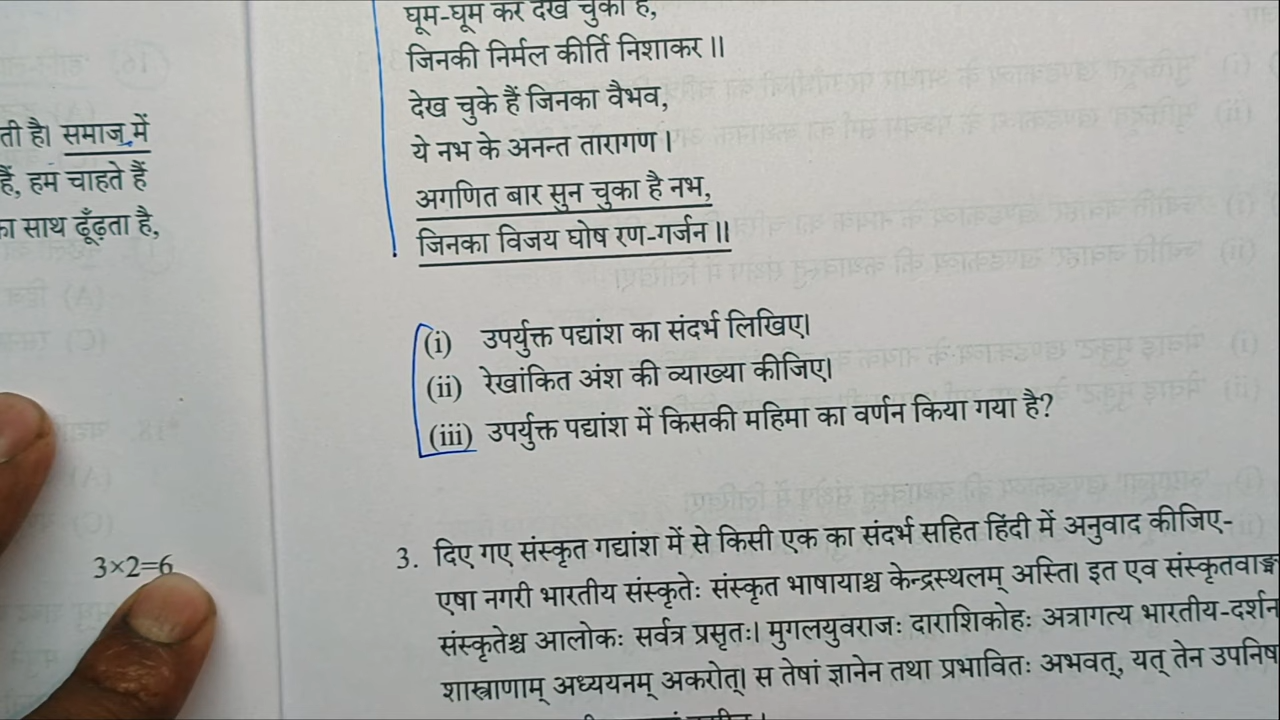 ती है। समाज में
हैं, हम चाहते हैं
का साथ ढूँढ़ता है,
3×2=6
घूम-घूम कर देख चुका है,
जिनकी निर्मल कीर्ति निशाकर॥
देख चुके हैं जिनका वैभव,
ये नभ के अनन्त तारागण।
अगणित बार सुन चुका है नभ,
जिनका विजय घोष रण-गर्जन॥
(i) उपर्युक्त पद्यांश का संदर्भ लिखिए।
(ii) रेखांकित अंश की व्याख्या कीजिए।
(iii) उपर्युक्त पद्यांश में किसकी महिमा का वर्णन किया गया है?
3. दिए गए संस्कृत गद्यांश में से किसी एक का संदर्भ सहित हिंदी में अनुवाद कीजिए-
एषा नगरी भारतीय संस्कृतेः संस्कृत भाषायाश्च केन्द्रस्थलम् अस्ति। इत एव संस्कृतवाङ्म
संस्कृतेश्च आलोकः सर्वत्र प्रसृतः। मुगलयुवराजः दाराशिकोहः अत्रागत्य भारतीय-दर्शन
शास्त्राणाम् अध्ययनम् अकरोत्। स तेषां ज्ञानेन तथा प्रभावितः अभवत्, यत् तेन उपनिष